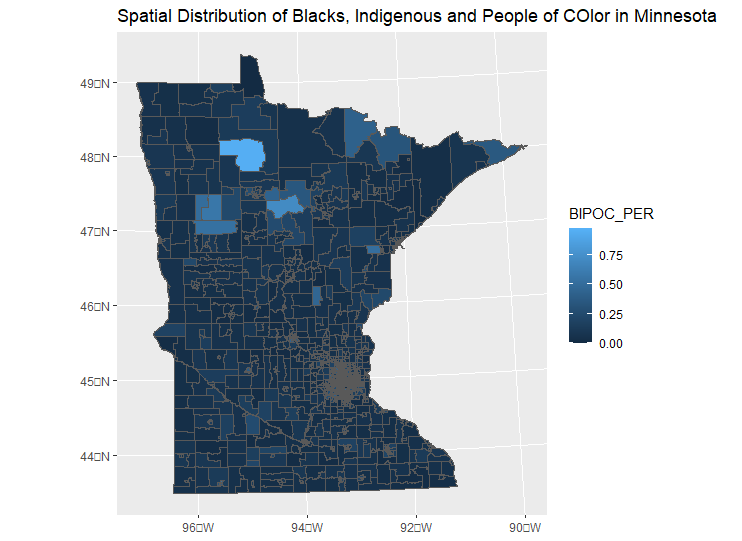 Spatial Distribution of Blacks, Indigenous and People of COlor in Minnesota
49□N
48□N
47□N
46□N
45□N
44□N
96□W
94□W
92□W
90□W
BIPOC_PER
0.75
0.50
0.25
0.00